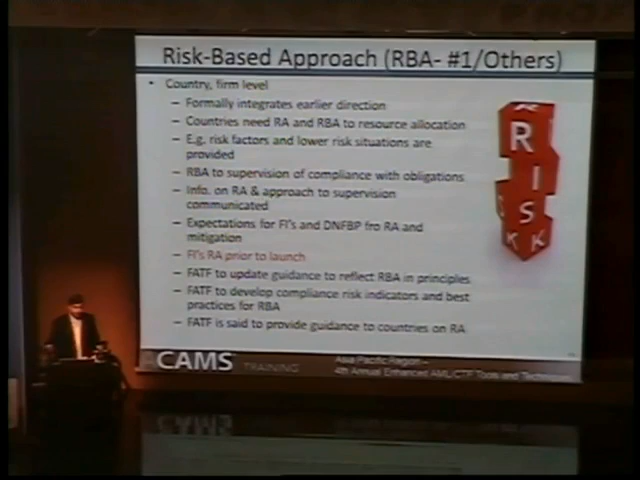 Risk-Based Approach (RBA- #1/Others)
• Country, firm level
– Formally integrates earlier direction
– Countries need RA and RBA to resource allocation
– E.g. risk factors and lower risk situations are
provided
– RBA to supervision of compliance with obligations
– Info. on RA & approach to supervision
communicated
– Expectations for FI's and DNFBP fro RA and
mitigation
– FI's RA prior to launch
– FATF to update guidance to reflect RBA in principles
– FATF to develop compliance risk indicators and best
practices for RBA
– FATF is said to provide guidance to countries on RA
R
I
S
K K
ACAMS TRAINING
Asia Pacific Region –
4th Annual Enhanced AML/CTF Tools and Techniques